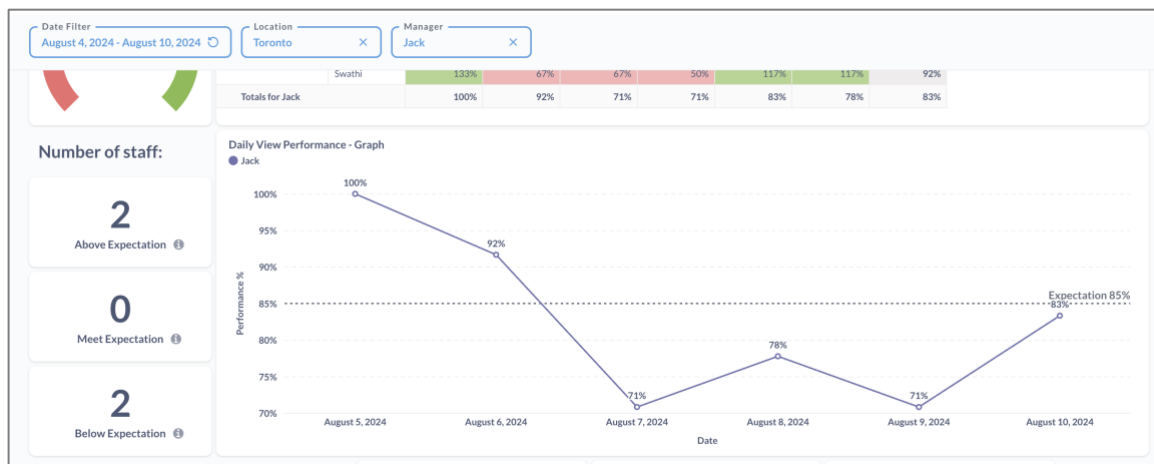 Date Filter
August 4, 2024 - August 10, 2024
Location
Toronto
Manager
Jack
Swathi 133% 67% 67% 50% 117% 117% 92%
Totals for Jack 100% 92% 71% 71% 83% 78% 83%
Number of staff:
2
Above Expectation
0
Meet Expectation
2
Below Expectation
Daily View Performance - Graph
Jack
Performance %
100%
95%
90%
85%
80%
75%
70%
100%
92%
71%
78%
71%
83%
Expectation 85%
August 5, 2024
August 6, 2024
August 7, 2024
August 8, 2024
August 9, 2024
August 10, 2024
Date